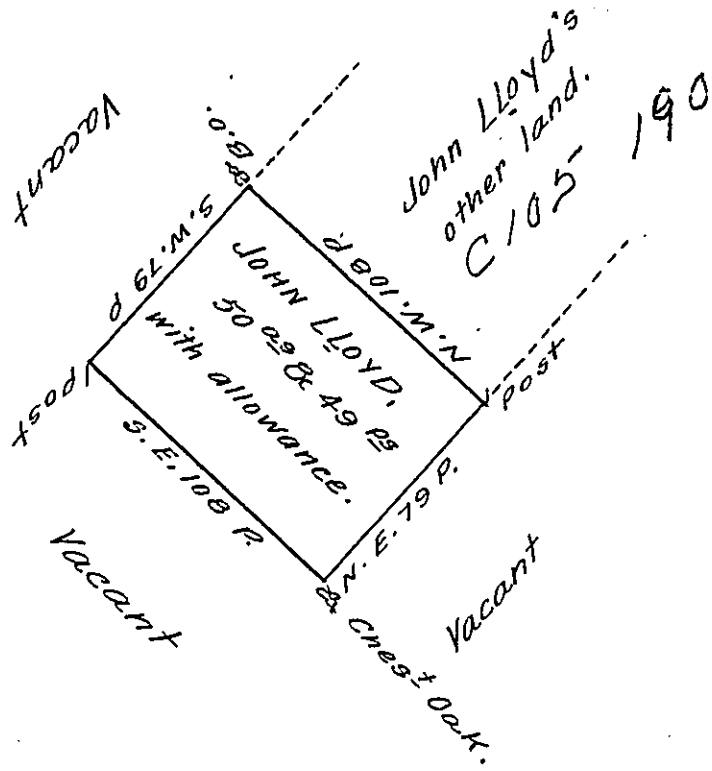 Vacant
B.O.
John LLoyd's
other land.
C105 190
S.W. 79 P
N.W. 108 P.
JOHN LLOYD.
50 as & 49 ps
with allowance.
post
post
S.E. 108 P.
N.E. 79 P.
Vacant
Vacant
Chest Oak.